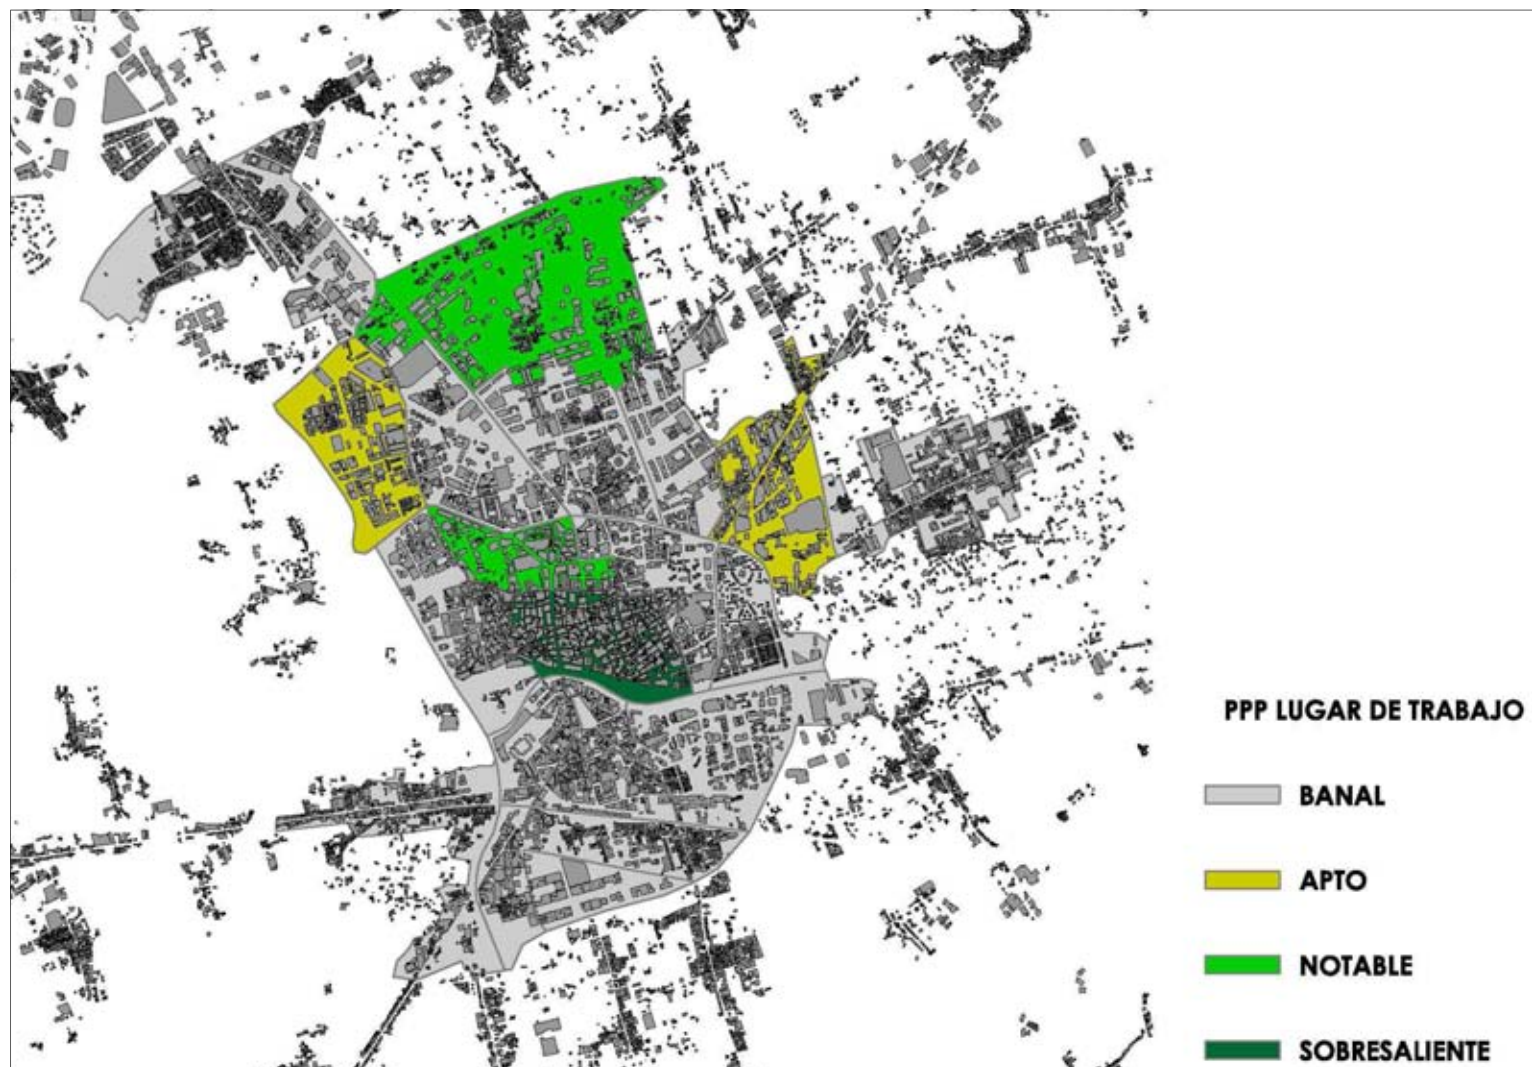 PPP LUGAR DE TRABAJO
BANAL
APTO
NOTABLE
SOBRESALIENTE